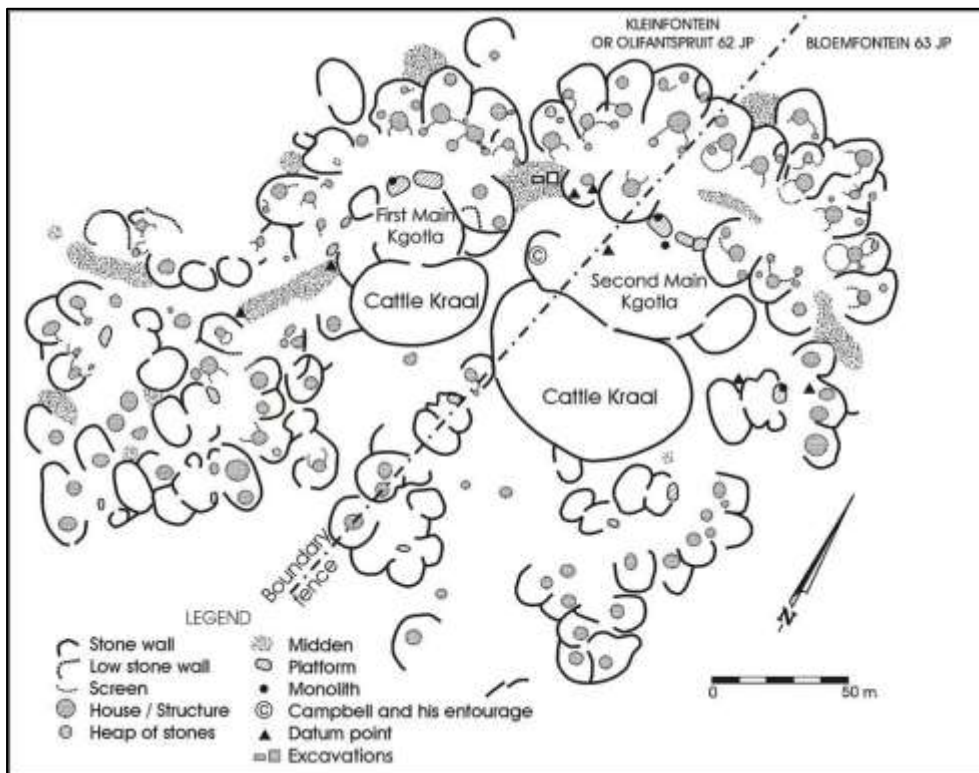 KLEINFONTEIN
OR OLIFANTSPRUIT 62 JP
BLOEMFONTEIN 63 JP
First Main
Kgotla
Cattle Kraal
©
Second Main
Kgotla
Cattle Kraal
Boundary
fence
N
0 50 m
LEGEND
Stone wall
Low stone wall
Screen
House / Structure
Heap of stones
Midden
Platform
Monolith
© Campbell and his entourage
Datum point
Excavations